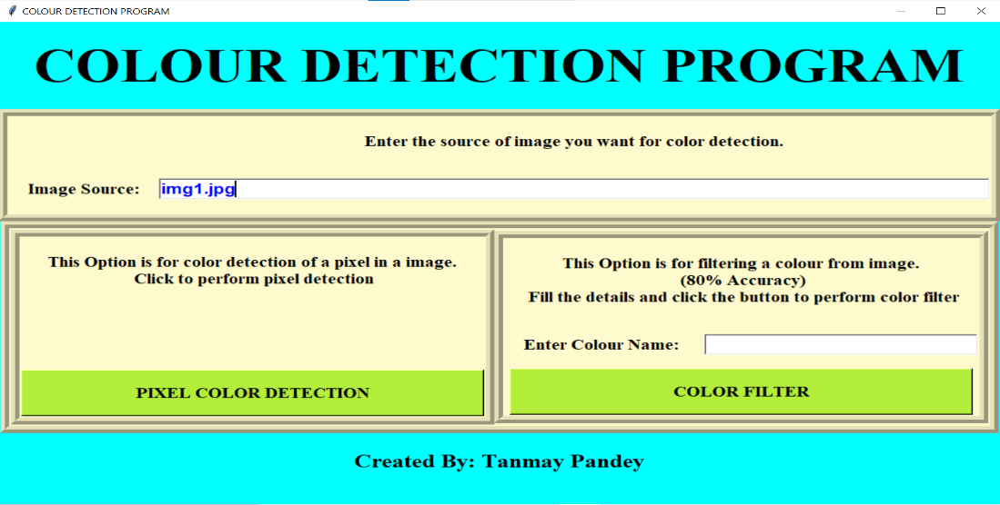 COLOUR DETECTION PROGRAM
COLOUR DETECTION PROGRAM
Enter the source of image you want for color detection.
Image Source: img1.jpg
This Option is for color detection of a pixel in a image.
Click to perform pixel detection
PIXEL COLOR DETECTION
This Option is for filtering a colour from image.
(80% Accuracy)
Fill the details and click the button to perform color filter
Enter Colour Name:
COLOR FILTER
Created By: Tanmay Pandey